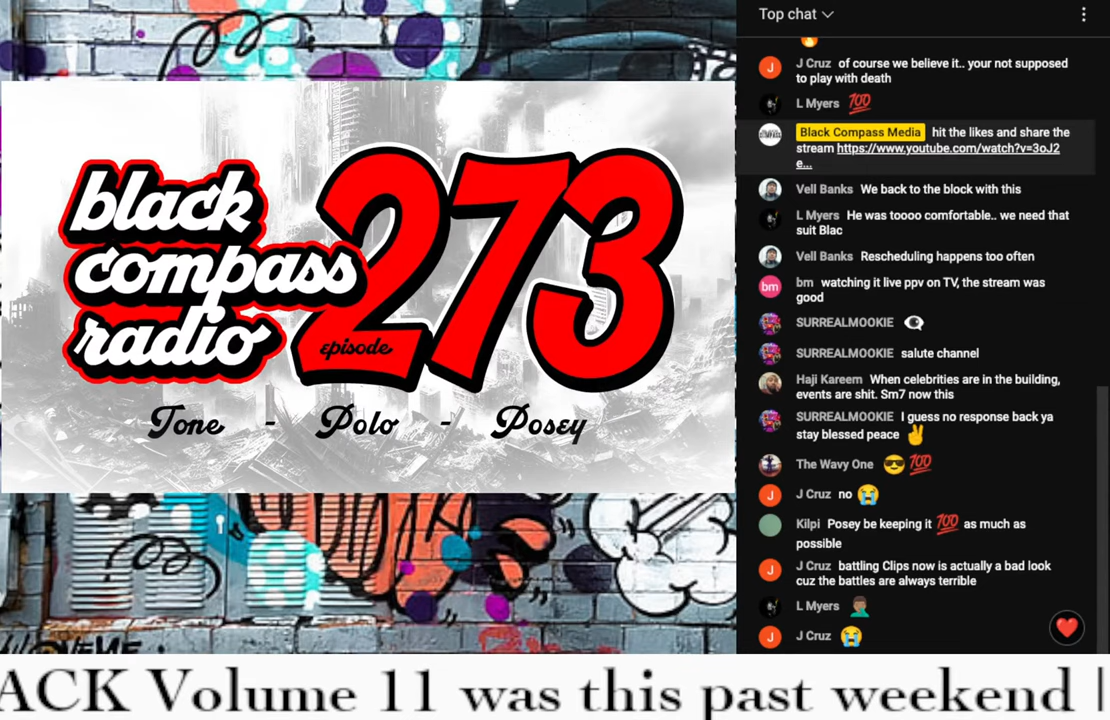 black
compass
radio
273
episode
Tone - Polo - Posey
Top chat
J Cruz of course we believe it.. your not supposed
to play with death
L Myers 💯
Black Compass Media hit the likes and share the
stream https://www.youtube.com/watch?v=3oJ2
e...
Vell Banks We back to the block with this
L Myers He was toooo comfortable.. we need that
suit Blac
Vell Banks Rescheduling happens too often
bm watching it live ppv on TV, the stream was
good
SURREALMOOKIE 👁️‍🗨️
SURREALMOOKIE salute channel
Haji Kareem When celebrities are in the building,
events are shit. Sm7 now this
SURREALMOOKIE I guess no response back ya
stay blessed peace ✌️
The Wavy One 😎💯
J Cruz no 😭
Kilpi Posey be keeping it 💯 as much as
possible
J Cruz battling Clips now is actually a bad look
cuz the battles are always terrible
L Myers 🤦🏽‍♂️
J Cruz 😭
ACK Volume 11 was this past weekend |